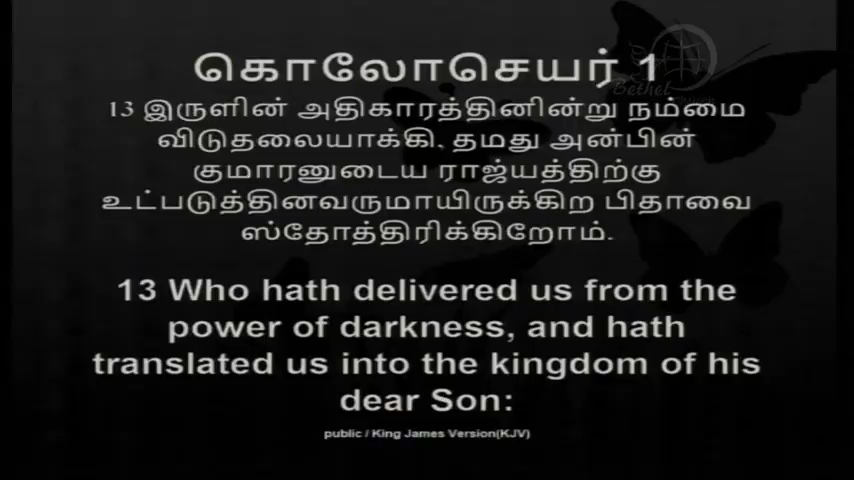 கொலோசெயர் 1
Bethel
13 இருளின் அதிகாரத்தினின்று நம்மை
விடுதலையாக்கி, தமது அன்பின்
குமாரனுடைய ராஜ்யத்திற்கு
உட்படுத்தினவருமாயிருக்கிற பிதாவை
ஸ்தோத்திரிக்கிறோம்.
13 Who hath delivered us from the
power of darkness, and hath
translated us into the kingdom of his
dear Son:
public / King James Version(KJV)